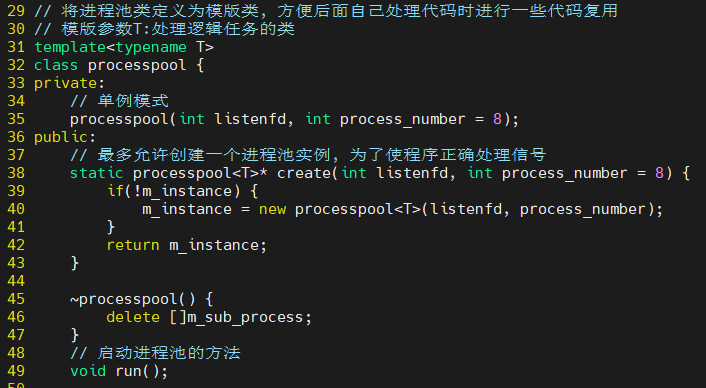 29 // 将进程池类定义为模版类，方便后面自己处理代码时进行一些代码复用
30 // 模版参数T:处理逻辑任务的类
31 template<typename T>
32 class processpool {
33 private:
34     // 单例模式
35     processpool(int listenfd, int process_number = 8);
36 public:
37     // 最多允许创建一个进程池实例，为了使程序正确处理信号
38     static processpool<T>* create(int listenfd, int process_number = 8) {
39         if(!m_instance) {
40             m_instance = new processpool<T>(listenfd, process_number);
41         }
42         return m_instance;
43     }
44
45     ~processpool() {
46         delete []m_sub_process;
47     }
48     // 启动进程池的方法
49     void run();
50